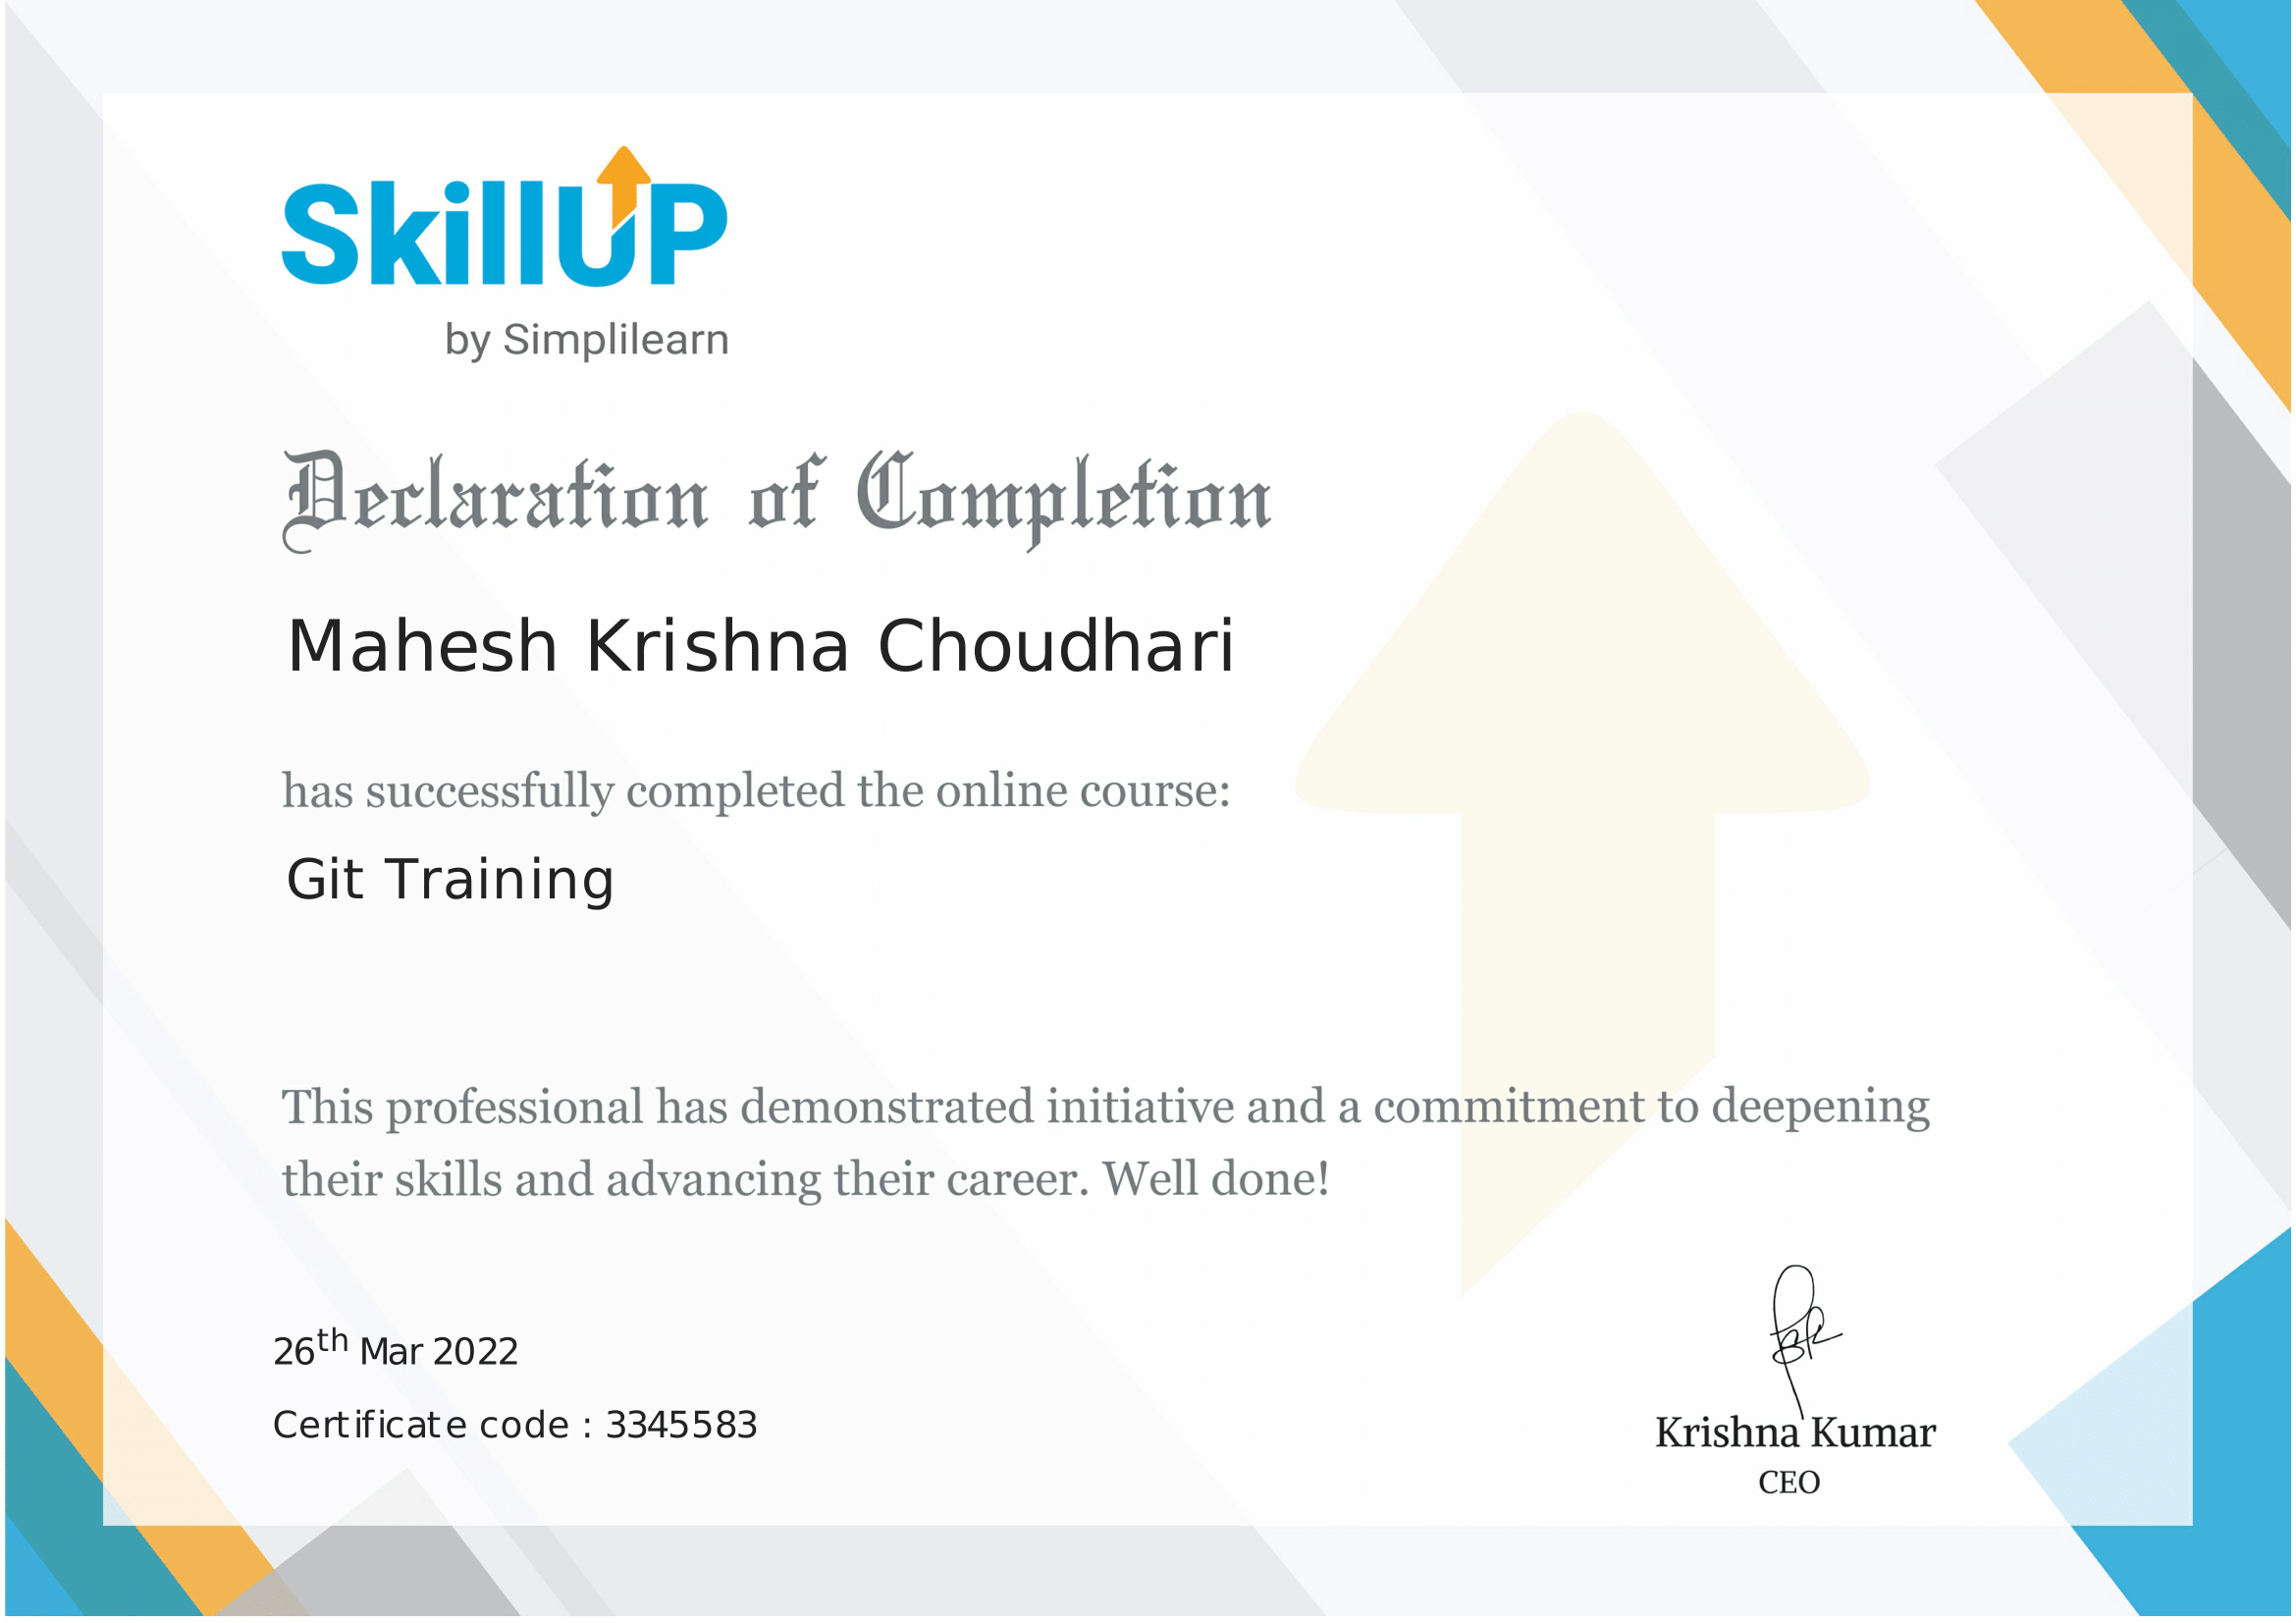 SkillUP
by Simplilearn
Declaration of Completion
Mahesh Krishna Choudhari
has successfully completed the online course:
Git Training
This professional has demonstrated initiative and a commitment to deepening
their skills and advancing their career. Well done!
26th Mar 2022
Certificate code : 3345583
Krishna Kumar
CEO